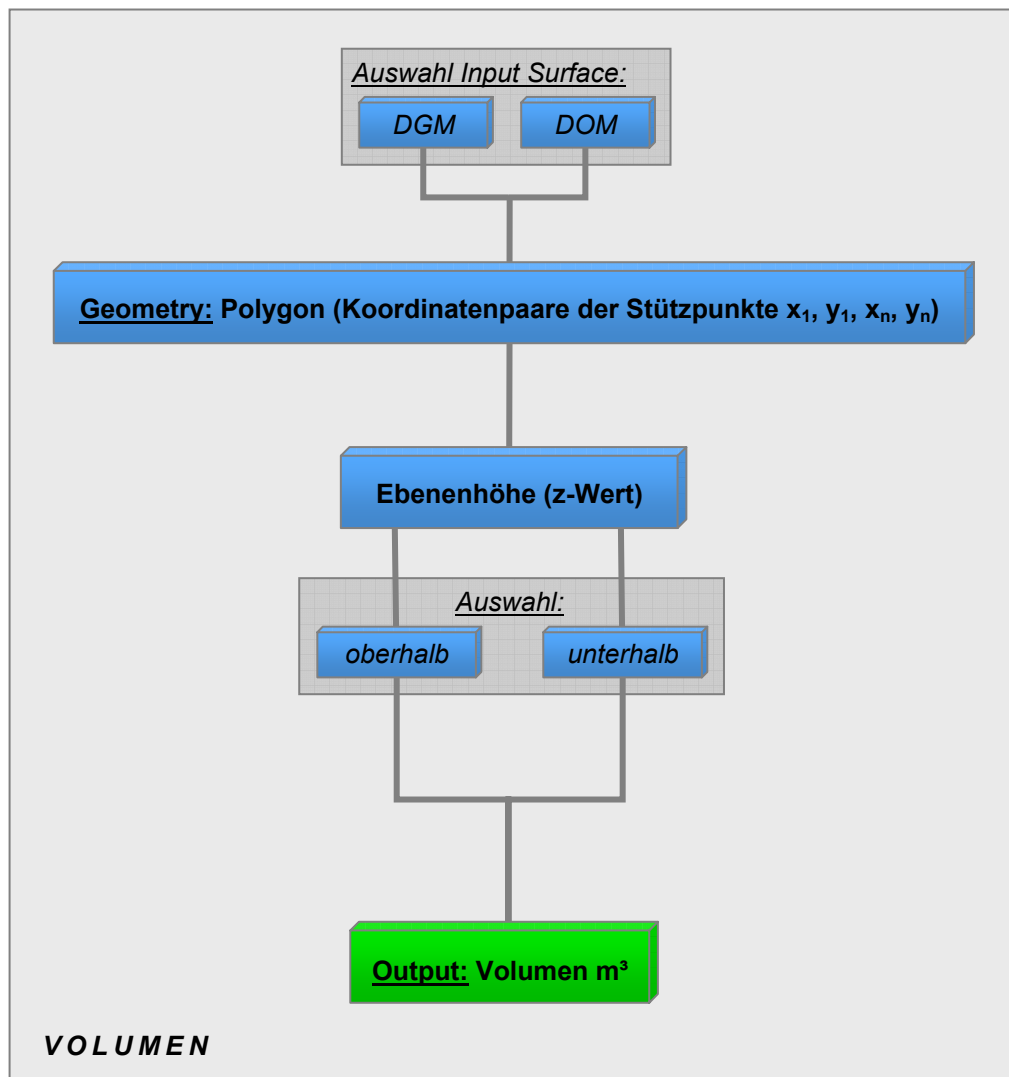 Auswahl Input Surface:
DGM
DOM
Geometry: Polygon (Koordinatenpaare der Stützpunkte x₁, y₁, xₙ, yₙ)
Ebenenhöhe (z-Wert)
Auswahl:
oberhalb
unterhalb
Output: Volumen m³
VOLUMEN